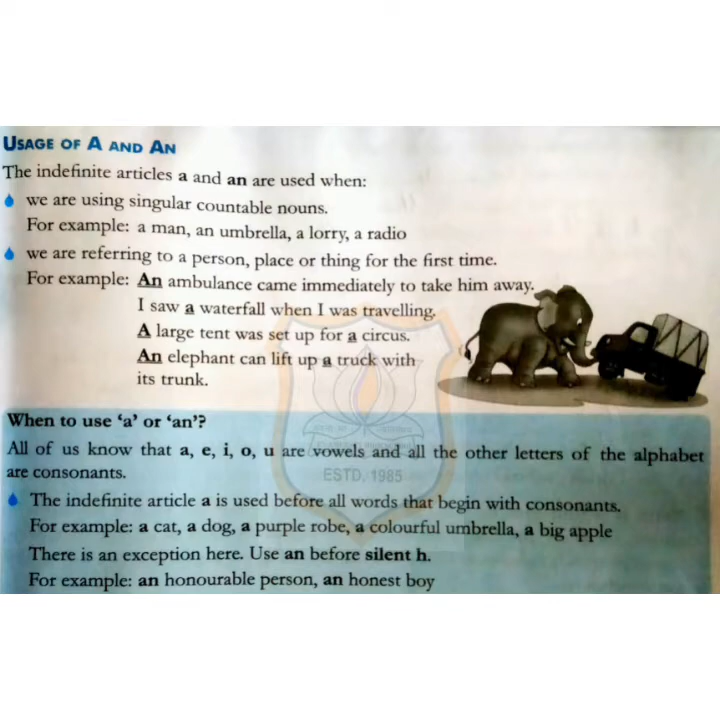 USAGE OF A AND AN
The indefinite articles a and an are used when:
we are using singular countable nouns.
For example: a man, an umbrella, a lorry, a radio
we are referring to a person, place or thing for the first time.
For example: An ambulance came immediately to take him away.
I saw a waterfall when I was travelling.
A large tent was set up for a circus.
An elephant can lift up a truck with
its trunk.
When to use ‘a’ or ‘an’?
All of us know that a, e, i, o, u are vowels and all the other letters of the alphabet
are consonants.
ESTD. 1985
The indefinite article a is used before all words that begin with consonants.
For example: a cat, a dog, a purple robe, a colourful umbrella, a big apple
There is an exception here. Use an before silent h.
For example: an honourable person, an honest boy